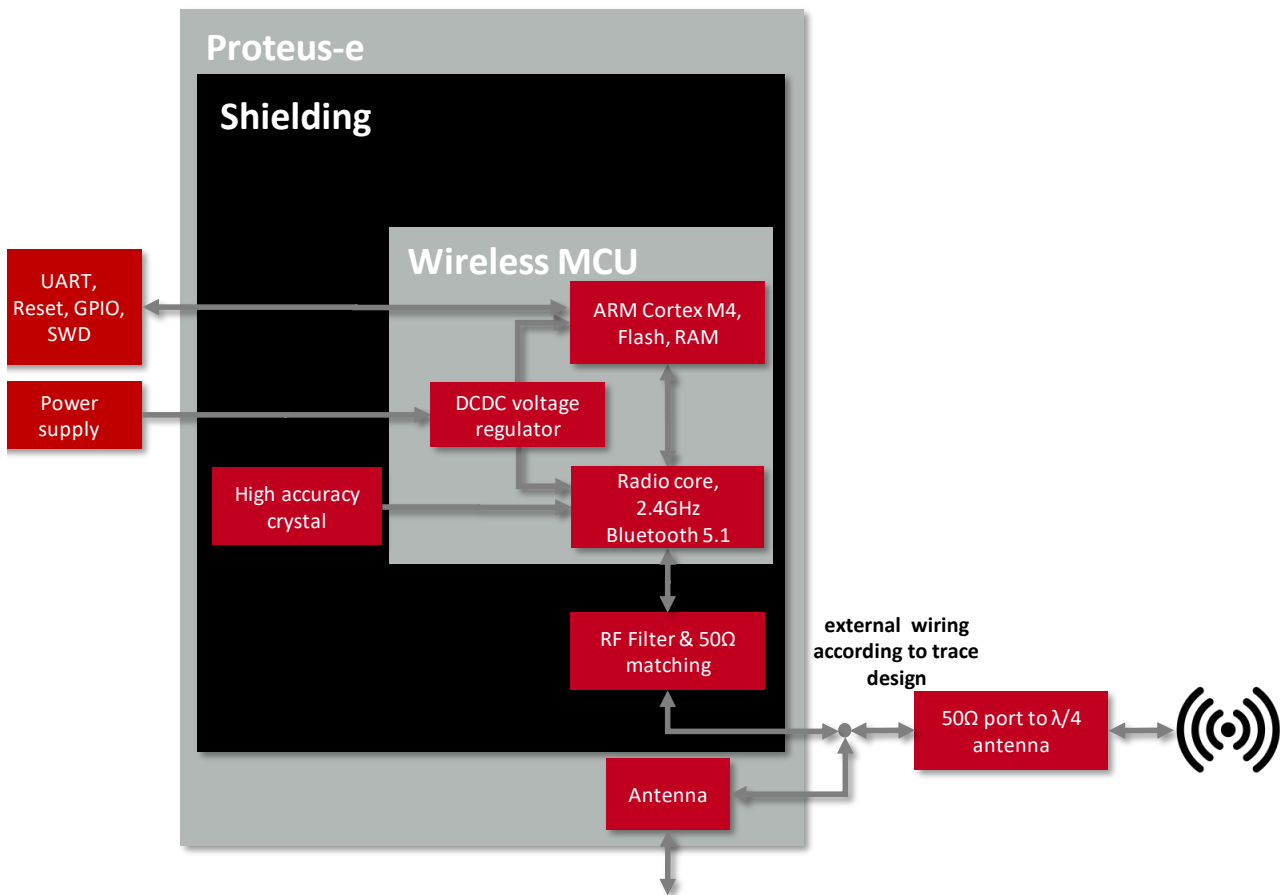 Proteus-e
Shielding
Wireless MCU
UART,
Reset, GPIO,
SWD
ARM Cortex M4,
Flash, RAM
Power
supply
DCDC voltage
regulator
High accuracy
crystal
Radio core,
2.4GHz
Bluetooth 5.1
RF Filter & 50Ω
matching
external wiring
according to trace
design
50Ω port to λ/4
antenna
Antenna